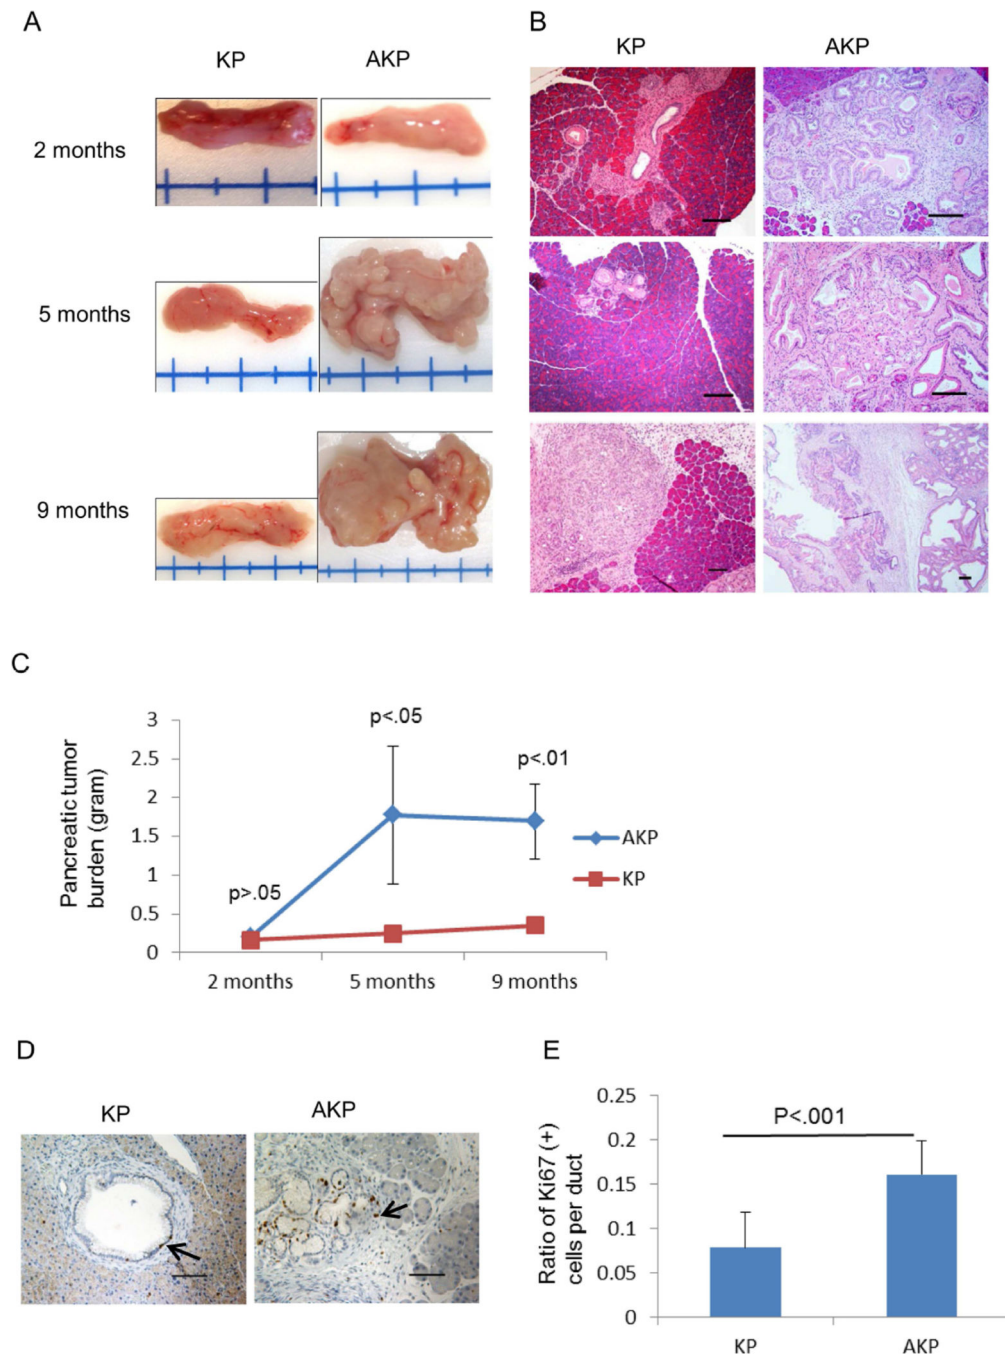 A
B
KP
AKP
KP
AKP
2 months
5 months
9 months
C
Pancreatic tumor
burden (gram)
3
2.5
2
1.5
1
0.5
0
p>.05
p<.05
p<.01
AKP
KP
2 months
5 months
9 months
D
E
KP
AKP
Ratio of Ki67 (+)
cells per duct
0.25
0.2
0.15
0.1
0.05
0
P<.001
KP
AKP